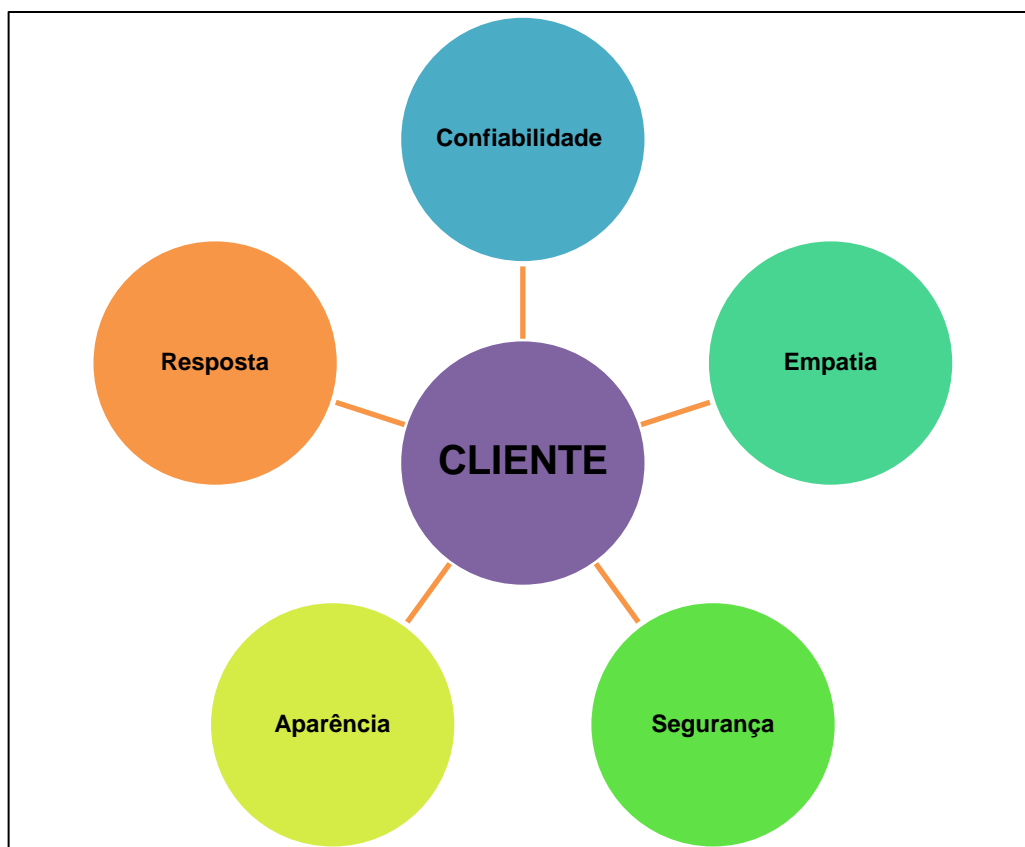 Confiabilidade
Resposta
Empatia
CLIENTE
Aparência
Segurança